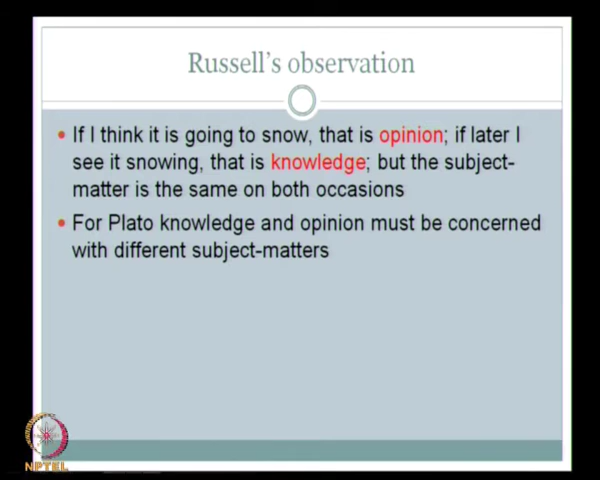 Russell's observation
• If I think it is going to snow, that is opinion; if later I
see it snowing, that is knowledge; but the subject-
matter is the same on both occasions
• For Plato knowledge and opinion must be concerned
with different subject-matters
NPTEL